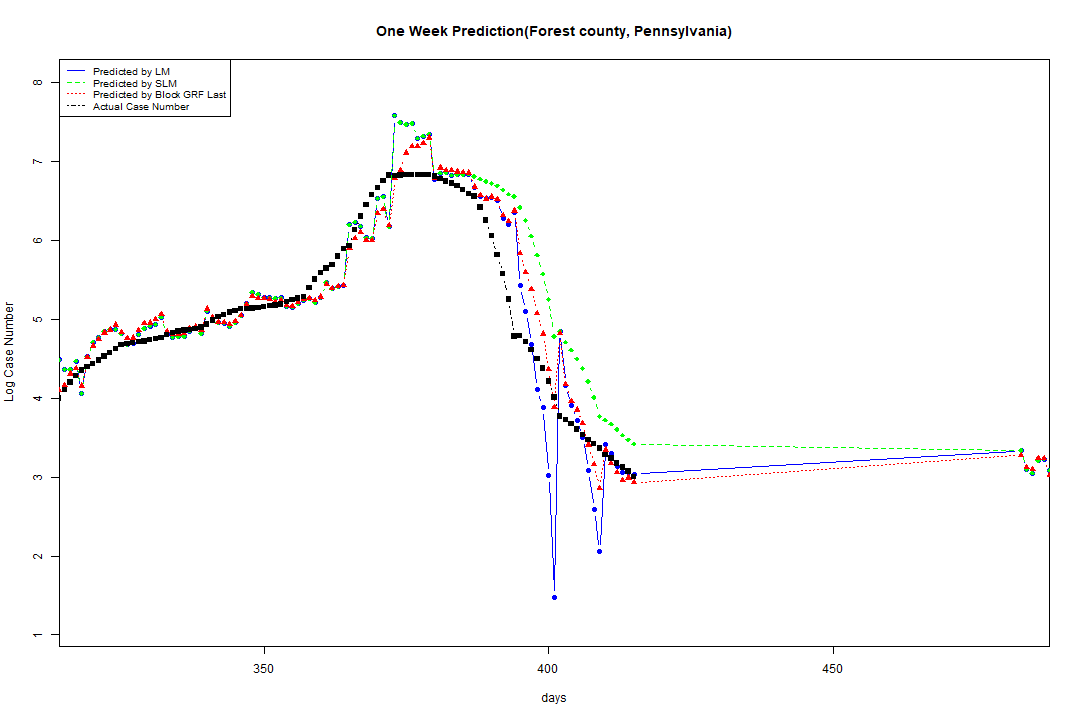 One Week Prediction(Forest county, Pennsylvania)
Predicted by LM
Predicted by SLM
Predicted by Block GRF Last
Actual Case Number
8
7
6
5
4
3
2
1
Log Case Number
350
400
450
days